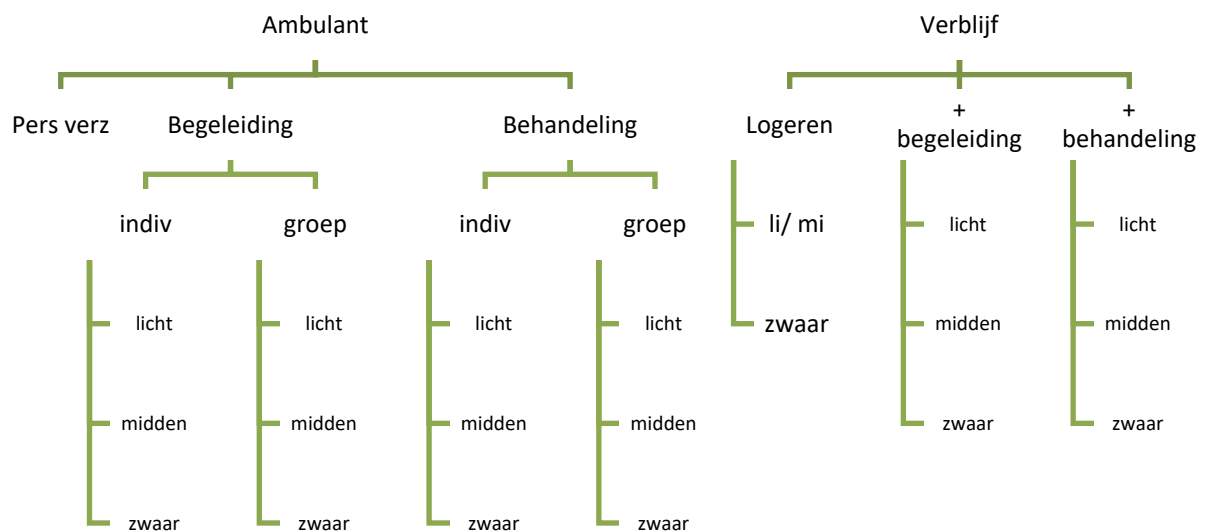 Ambulant
Verblijf
Pers verz
Begeleiding
Behandeling
Logeren
+
begeleiding
+
behandeling
indiv
groep
indiv
groep
li/ mi
licht
licht
licht
licht
licht
licht
zwaar
midden
midden
midden
midden
midden
midden
zwaar
zwaar
zwaar
zwaar
zwaar
zwaar